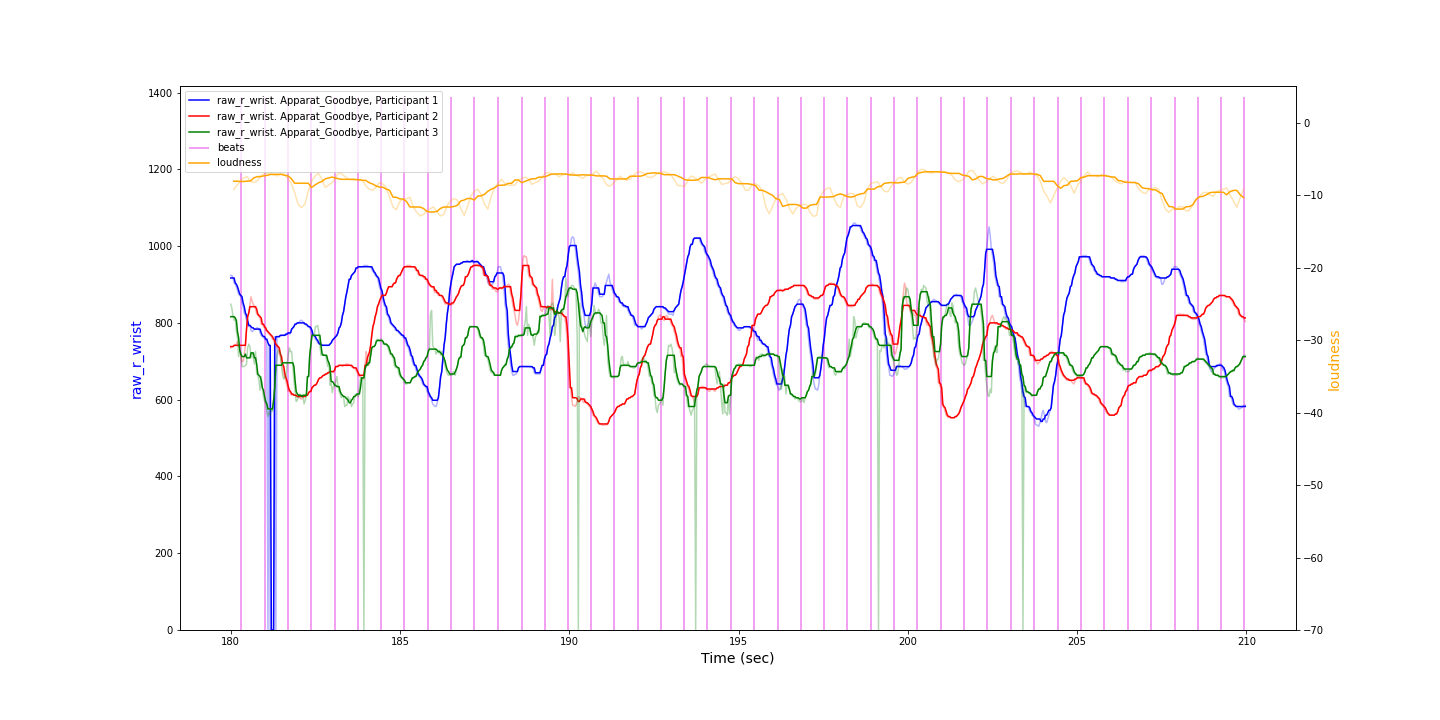 raw_r_wrist. Apparat_Goodbye, Participant 1
raw_r_wrist. Apparat_Goodbye, Participant 2
raw_r_wrist. Apparat_Goodbye, Participant 3
beats
loudness
1400
1200
1000
800
600
400
200
0
raw_r_wrist
0
−10
−20
−30
−40
−50
−60
−70
loudness
180 185 190 195 200 205 210
Time (sec)